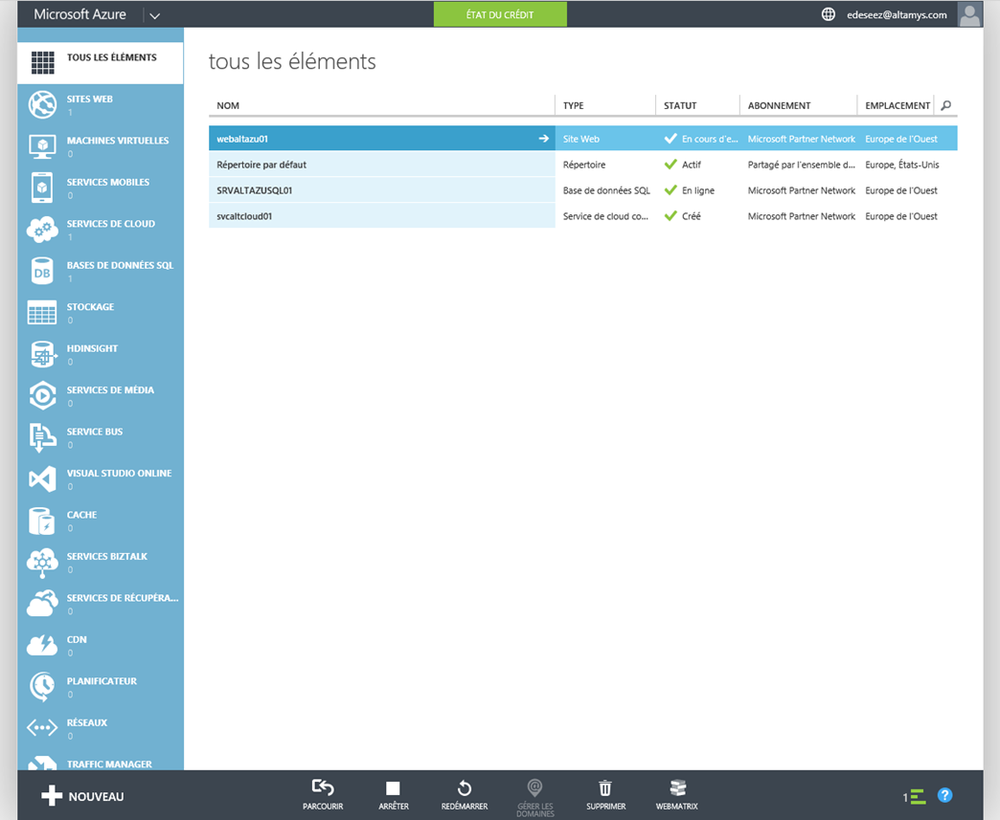 Microsoft Azure
ÉTAT DU CRÉDIT
edeseez@altamys.com
TOUS LES ÉLÉMENTS
SITES WEB
1
MACHINES VIRTUELLES
0
SERVICES MOBILES
0
SERVICES DE CLOUD
1
DB
BASES DE DONNÉES SQL
1
STOCKAGE
0
HDINSIGHT
0
SERVICES DE MÉDIA
0
SERVICE BUS
0
VISUAL STUDIO ONLINE
0
CACHE
0
SERVICES BIZTALK
0
SERVICES DE RÉCUPÉRA...
0
CDN
0
PLANIFICATEUR
0
RÉSEAUX
0
TRAFFIC MANAGER
tous les éléments
NOM TYPE STATUT ABONNEMENT EMPLACEMENT
webaltazu01 Site Web En cours d'e... Microsoft Partner Network Europe de l'Ouest
Répertoire par défaut Répertoire Actif Partagé par l'ensemble d... Europe, États-Unis
SRVALTAZUSQL01 Base de données SQL En ligne Microsoft Partner Network Europe de l'Ouest
svcaltcloud01 Service de cloud co... Créé Microsoft Partner Network Europe de l'Ouest
NOUVEAU
PARCOURIR
ARRÊTER
REDÉMARRER
GÉRER LES
DOMAINES
SUPPRIMER
WEBMATRIX
1
?